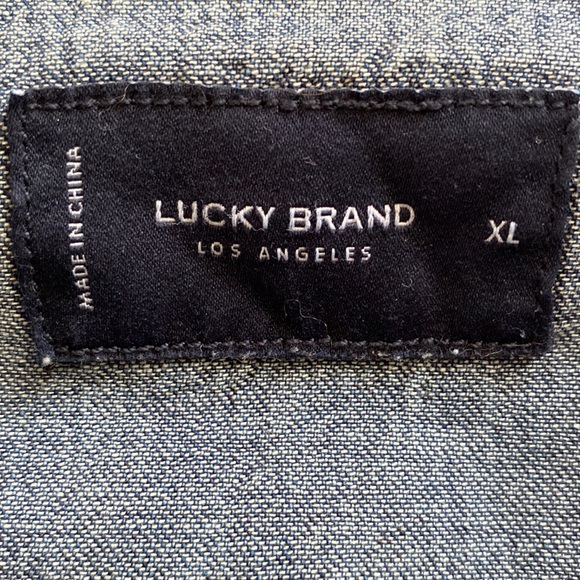 MADE IN CHINA
LUCKY BRAND
LOS ANGELES
XL